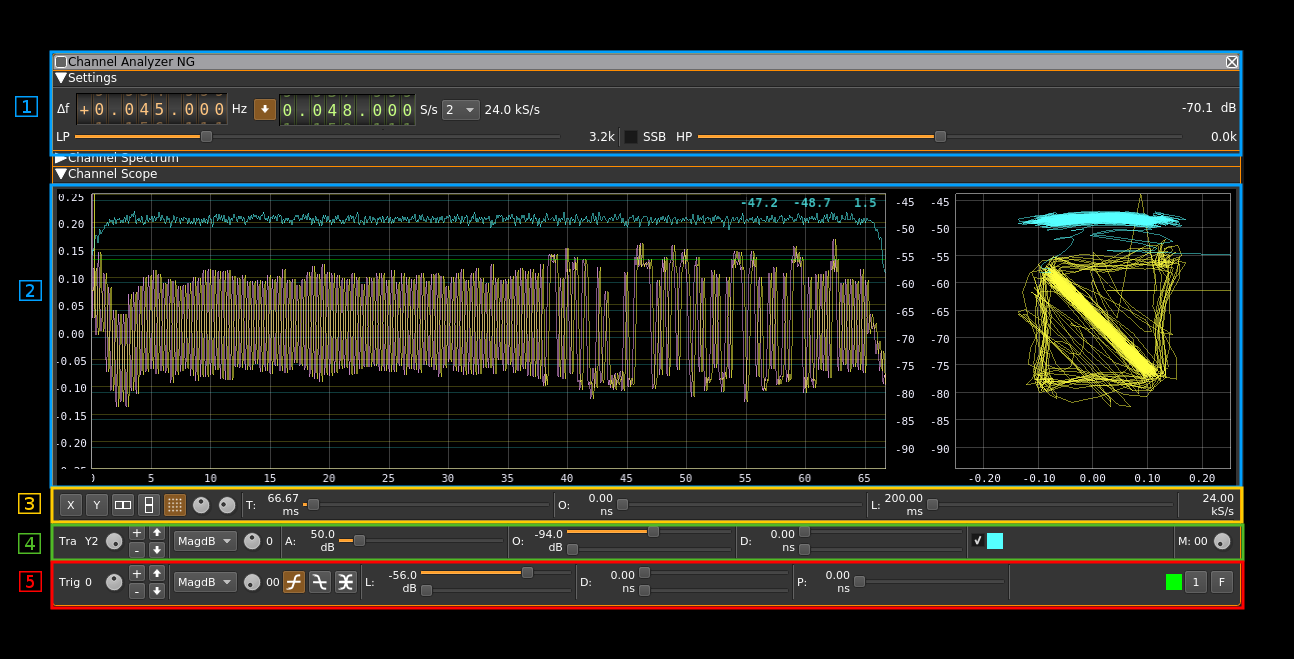 Channel Analyzer NG
Settings
1
Δf +0.045.000 Hz 0.048.000 S/s 2 24.0 kS/s -70.1 dB
LP 3.2k SSB HP 0.0k
Channel Spectrum
Channel Scope
2
0.25
0.20
0.15
0.10
0.05
0.00
-0.05
-0.10
-0.15
-0.20
-47.2 -48.7 1.5
-45
-50
-55
-60
-65
-70
-75
-80
-85
-90
5 10 15 20 25 30 35 40 45 50 55 60 65
-45
-50
-55
-60
-65
-70
-75
-80
-85
-90
-0.20 -0.10 0.00 0.10 0.20
3
X Y T: 66.67 ms O: 0.00 ns L: 200.00 ms 24.00 kS/s
4
Tra Y2 + - MagdB 0 A: 50.0 dB O: -94.0 dB D: 0.00 ns M: 00
5
Trig 0 + - MagdB 00 L: -56.0 dB D: 0.00 ns P: 0.00 ns 1 F